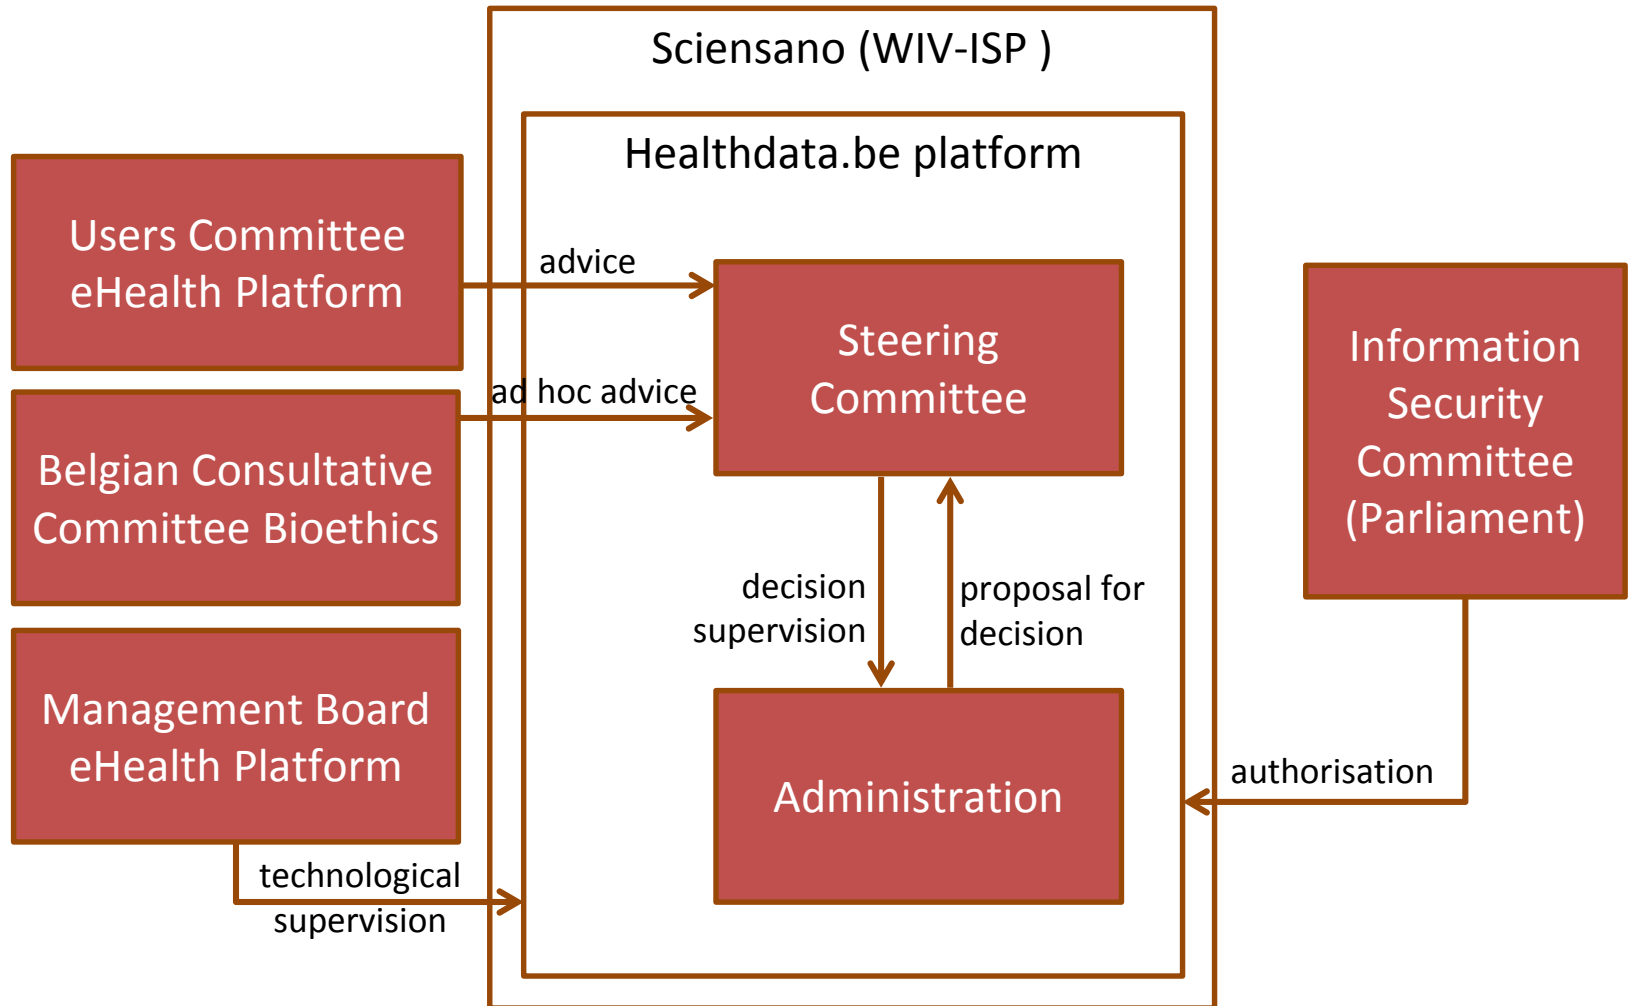 Sciensano (WIV-ISP )
Healthdata.be platform
Users Committee
eHealth Platform
advice
Steering
Committee
Information
Security
Committee
(Parliament)
ad hoc advice
Belgian Consultative
Committee Bioethics
decision
supervision
proposal for
decision
Management Board
eHealth Platform
Administration
authorisation
technological
supervision